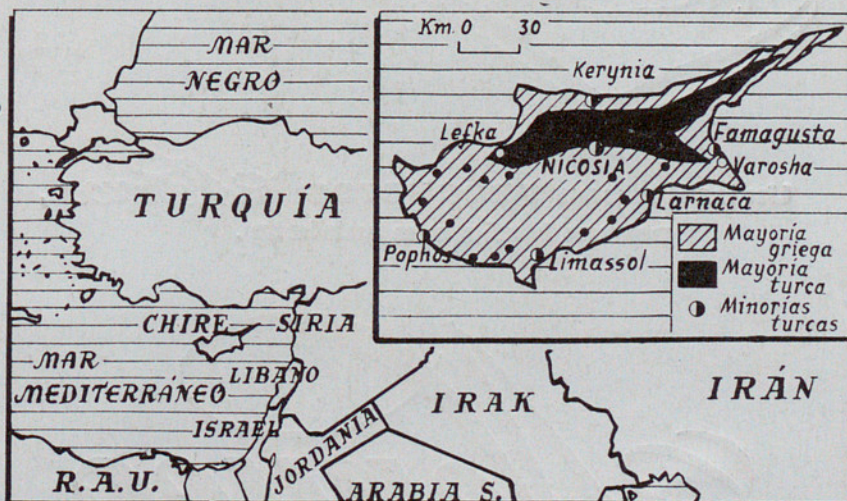 MAR
NEGRO
TURQUÍA
CHIRE
SIRIA
MAR
MEDITERRÁNEO
LIBANO
ISRAEL
JORDANIA
IRAK
IRÁN
R.A.U.
ARABIA S.
Km. 0 30
Kerynia
Lefka
Famagusta
NICOSIA
Varosha
Larnaca
Pophos
Limassol
Mayoría
griega
Mayoría
turca
Minorías
turcas